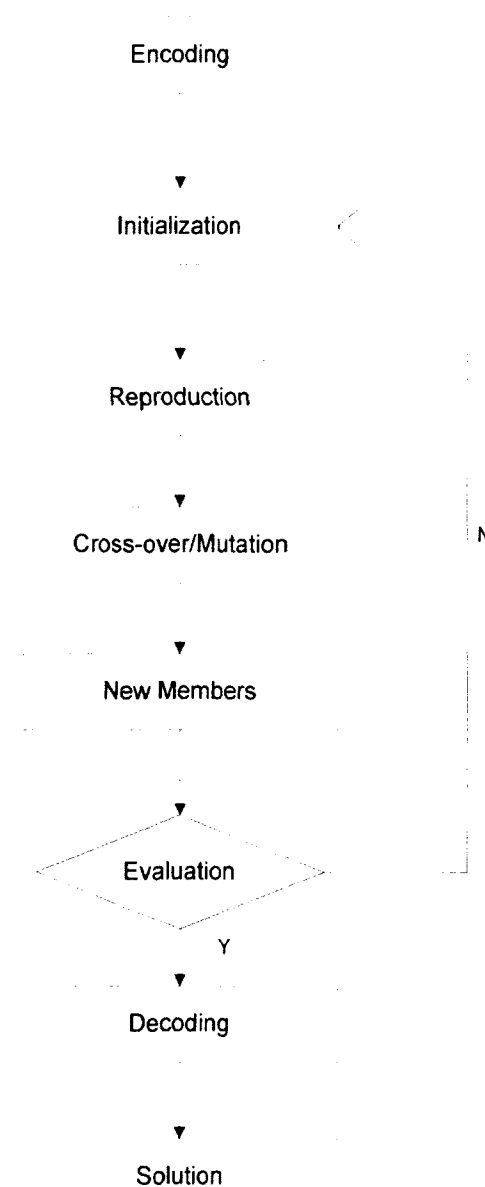 Encoding
Initialization
Reproduction
N
Cross-over/Mutation
New Members
Evaluation
Y
Decoding
Solution